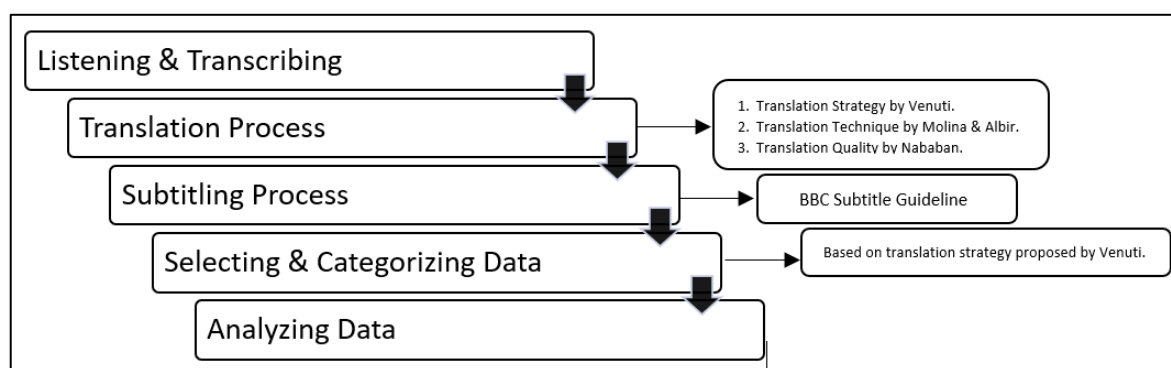 Listening & Transcribing
Translation Process
1. Translation Strategy by Venuti.
2. Translation Technique by Molina & Albir.
3. Translation Quality by Nababan.
Subtitling Process
BBC Subtitle Guideline
Selecting & Categorizing Data
Based on translation strategy proposed by Venuti.
Analyzing Data